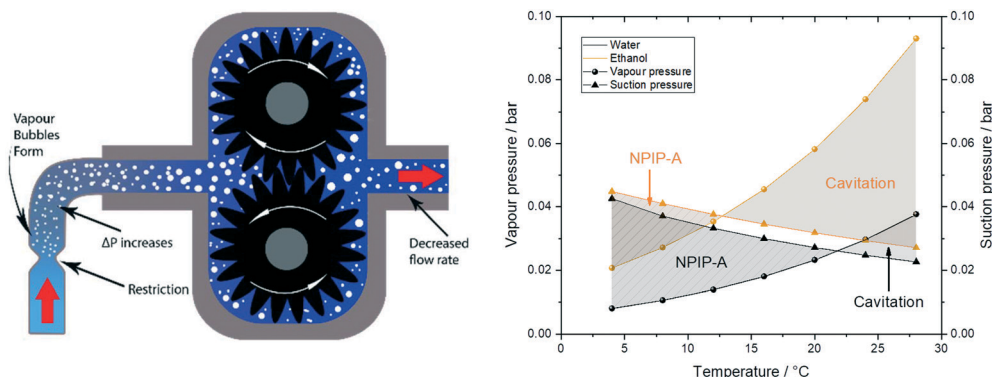 Vapour
Bubbles
Form
ΔP increases
Restriction
Decreased
flow rate
0.10
0.08
0.06
0.04
0.02
0.00
Vapour pressure / bar
Water
Ethanol
Vapour pressure
Suction pressure
NPIP-A
Cavitation
NPIP-A
Cavitation
0 5 10 15 20 25 30
Temperature / °C
0.10
0.08
0.06
0.04
0.02
0.00
Suction pressure / bar